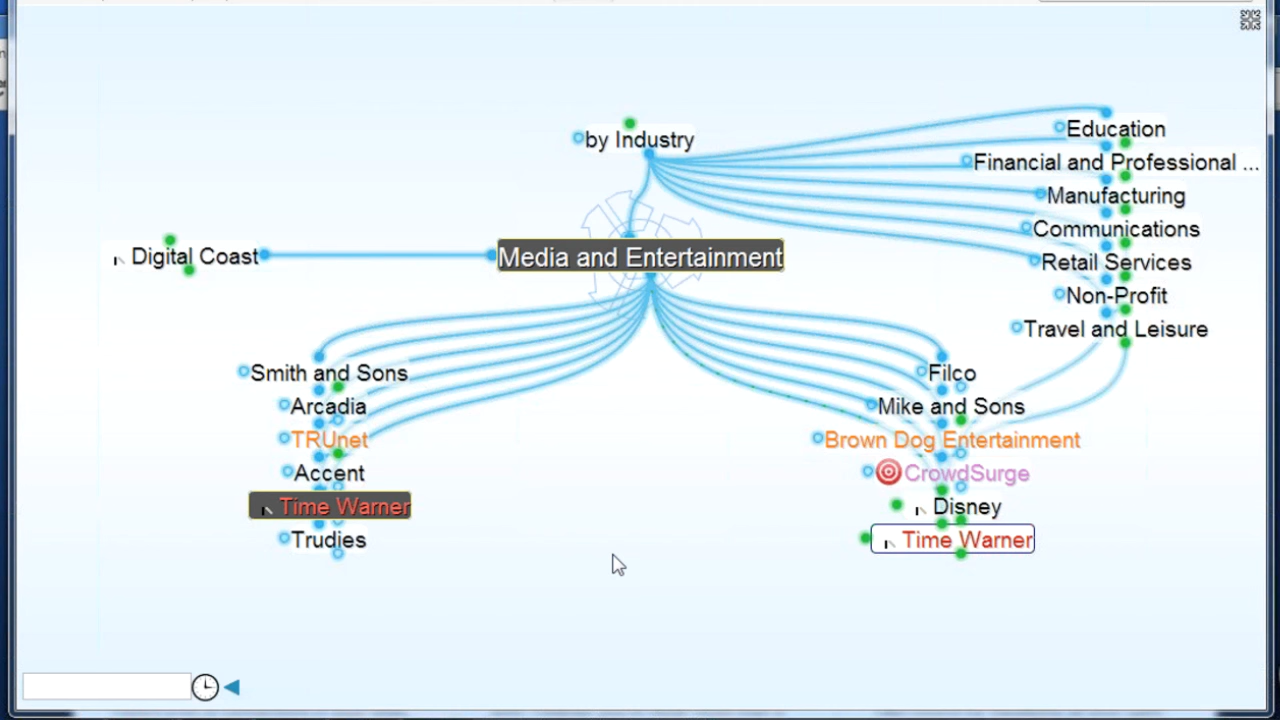 by Industry
Education
Financial and Professional ...
Manufacturing
Communications
Retail Services
Non-Profit
Travel and Leisure
Digital Coast
Media and Entertainment
Smith and Sons
Arcadia
TRUnet
Accent
Time Warner
Trudies
Filco
Mike and Sons
Brown Dog Entertainment
CrowdSurge
Disney
Time Warner